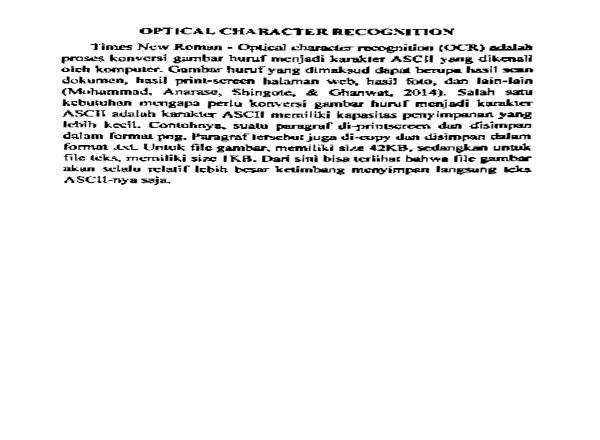 OPTICAL CHARACTER RECOGNITION
Times New Roman - Optical character recognition (OCR) adalah
proses konversi gambar huruf menjadi karakter ASCII yang dikenali
oleh komputer. Gambar huruf yang dimaksud dapat berupa hasil scan
dokumen, hasil print-screen halaman web, hasil foto, dan lain-lain
(Mohammad, Anarase, Shingote, & Ghanwat, 2014). Salah satu
kebutuhan mengapa perlu konversi gambar huruf menjadi karakter
ASCII adalah karakter ASCII memiliki kapasitas penyimpanan yang
lebih kecil. Contohnya, suatu paragraf di-printscreen dan disimpan
dalam format png. Paragraf tersebut juga di-copy dan disimpan dalam
format .txt. Untuk file gambar, memiliki size 42KB, sedangkan untuk
file teks, memiliki size 1KB. Dari sini bisa terlihat bahwa file gambar
akan selalu relatif lebih besar ketimbang menyimpan langsung teks
ASCII-nya saja.